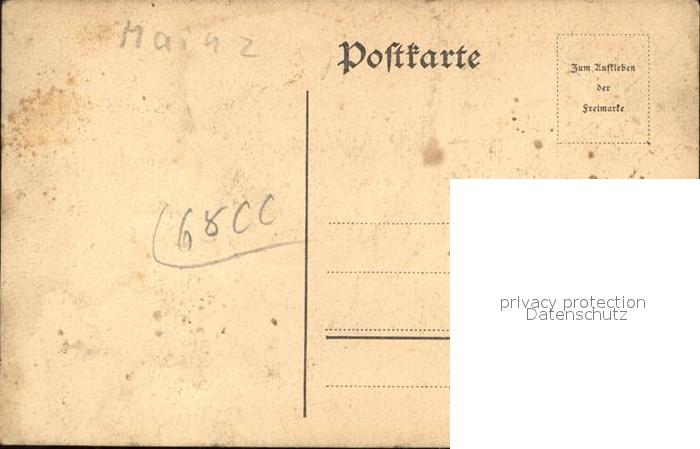 Mainz
Postkarte
Zum Aufkleben
der
Freimarke
68CC
privacy protection
Datenschutz